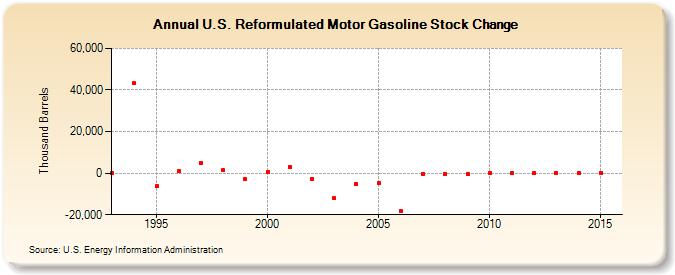 Annual U.S. Reformulated Motor Gasoline Stock Change
Thousand Barrels
60,000
40,000
20,000
0
-20,000
1995 2000 2005 2010 2015
Source: U.S. Energy Information Administration